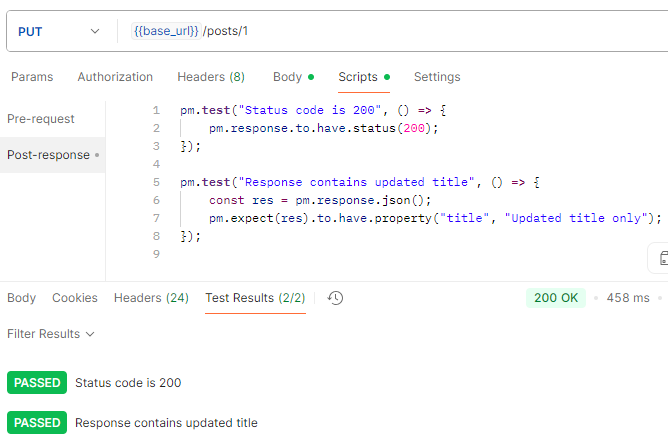 PUT {{base_url}} /posts/1
Params Authorization Headers (8) Body Scripts Settings
Pre-request
Post-response
1 pm.test("Status code is 200", () => {
2 pm.response.to.have.status(200);
3 });
4
5 pm.test("Response contains updated title", () => {
6 const res = pm.response.json();
7 pm.expect(res).to.have.property("title", "Updated title only");
8 });
9
Body Cookies Headers (24) Test Results (2/2) 200 OK 458 ms
Filter Results
PASSED Status code is 200
PASSED Response contains updated title